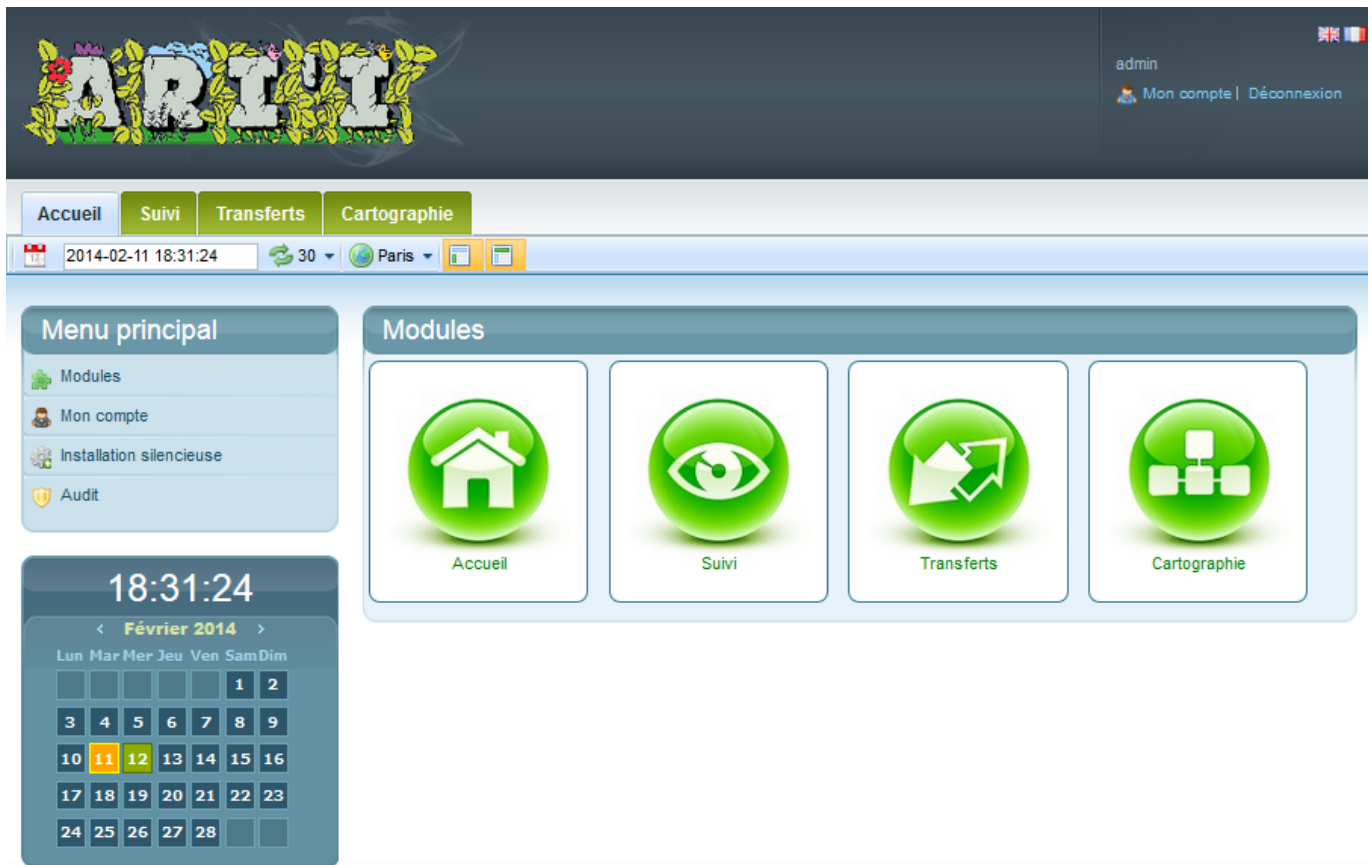 ARI'I
admin
Mon compte | Déconnexion
Accueil Suivi Transferts Cartographie
2014-02-11 18:31:24 30 Paris
Menu principal
Modules
Mon compte
Installation silencieuse
Audit
Modules
Accueil Suivi Transferts Cartographie
18:31:24
‹ Février 2014 ›
Lun Mar Mer Jeu Ven Sam Dim
1 2
3 4 5 6 7 8 9
10 11 12 13 14 15 16
17 18 19 20 21 22 23
24 25 26 27 28